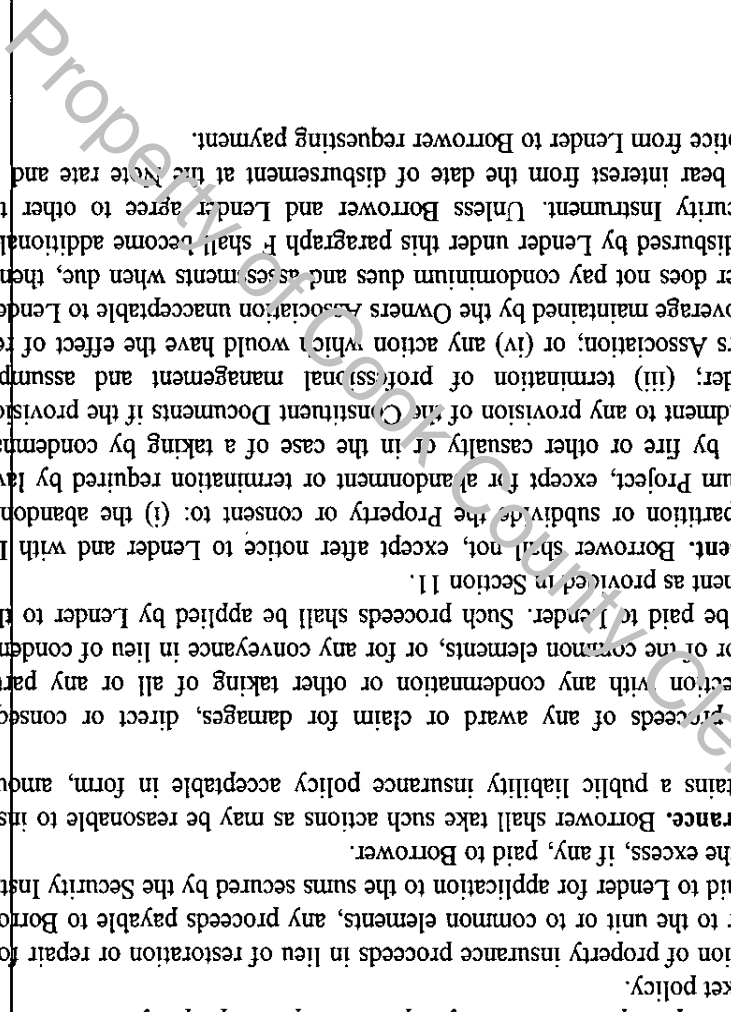 ket policy.
tion of property insurance proceeds in lieu of restoration or repair fo
r to the unit or to common elements, any proceeds payable to Borro
aid to Lender for application to the sums secured by the Security Inst
he excess, if any, paid to Borrower.
rance. Borrower shall take such actions as may be reasonable to ins
tains a public liability insurance policy acceptable in form, amou
proceeds of any award or claim for damages, direct or conseq
ection with any condemnation or other taking of all or any par
or of the common elements, or for any conveyance in lieu of condem
be paid to Lender. Such proceeds shall be applied by Lender to th
ment as provided in Section 11.
ent. Borrower shall not, except after notice to Lender and with L
partition or subdivide the Property or consent to: (i) the abandon
um Project, except for abandonment or termination required by law
by fire or other casualty or in the case of a taking by condemna
dment to any provision of the Constituent Documents if the provisio
der; (iii) termination of professional management and assump
rs Association; or (iv) any action which would have the effect of re
overage maintained by the Owners Association unacceptable to Lende
er does not pay condominium dues and assessments when due, then
disbursed by Lender under this paragraph F shall become additional
curity Instrument. Unless Borrower and Lender agree to other t
bear interest from the date of disbursement at the Note rate and
otice from Lender to Borrower requesting payment.
Property of Cook County Cle